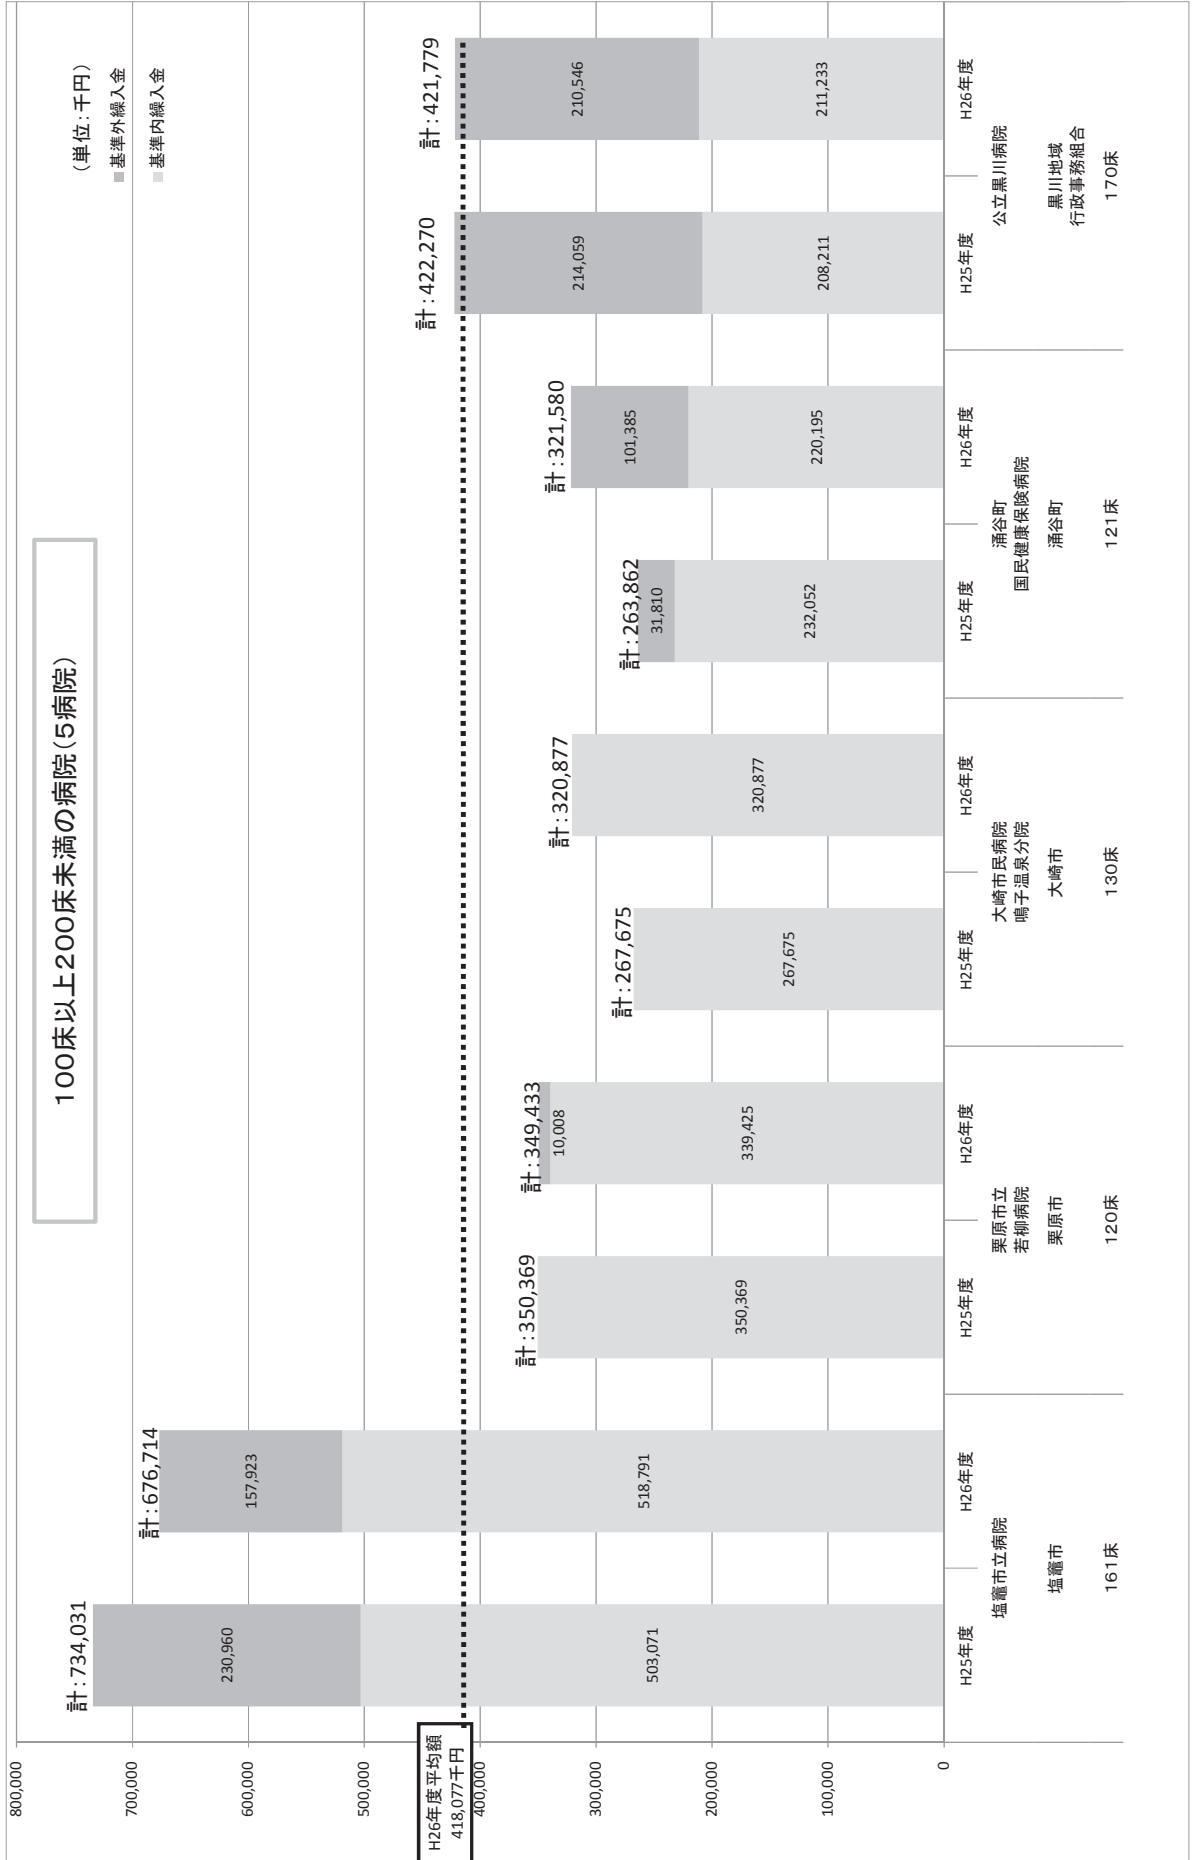 100床以上200床未満の病院(5病院)
(単位:千円)
■基準外繰入金
■基準内繰入金
800,000
700,000
600,000
500,000
400,000
300,000
200,000
100,000
0
H26年度平均額
418,077千円
計:734,031
230,960
503,071
H25年度
計:676,714
157,923
518,791
H26年度
塩竈市立病院
塩竈市
161床
計:350,369
350,369
H25年度
計:349,433
10,008
339,425
H26年度
栗原市立
若柳病院
栗原市
120床
計:267,675
267,675
H25年度
計:320,877
320,877
H26年度
大崎市民病院
鳴子温泉分院
大崎市
130床
計:263,862
31,810
232,052
H25年度
計:321,580
101,385
220,195
H26年度
涌谷町
国民健康保険病院
涌谷町
121床
計:422,270
214,059
208,211
H25年度
計:421,779
210,546
211,233
H26年度
公立黒川病院
黒川地域
行政事務組合
170床